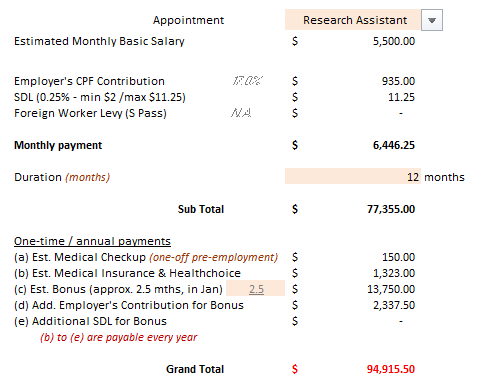 Appointment Research Assistant
Estimated Monthly Basic Salary $ 5,500.00
Employer's CPF Contribution 17.0% $ 935.00
SDL (0.25% - min $2 /max $11.25) $ 11.25
Foreign Worker Levy (S Pass) N.A. $ -
Monthly payment $ 6,446.25
Duration (months) 12 months
Sub Total $ 77,355.00
One-time / annual payments
(a) Est. Medical Checkup (one-off pre-employment) $ 150.00
(b) Est. Medical Insurance & Healthchoice $ 1,323.00
(c) Est. Bonus (approx. 2.5 mths, in Jan) 2.5 $ 13,750.00
(d) Add. Employer's Contribution for Bonus $ 2,337.50
(e) Additional SDL for Bonus $ -
(b) to (e) are payable every year
Grand Total $ 94,915.50